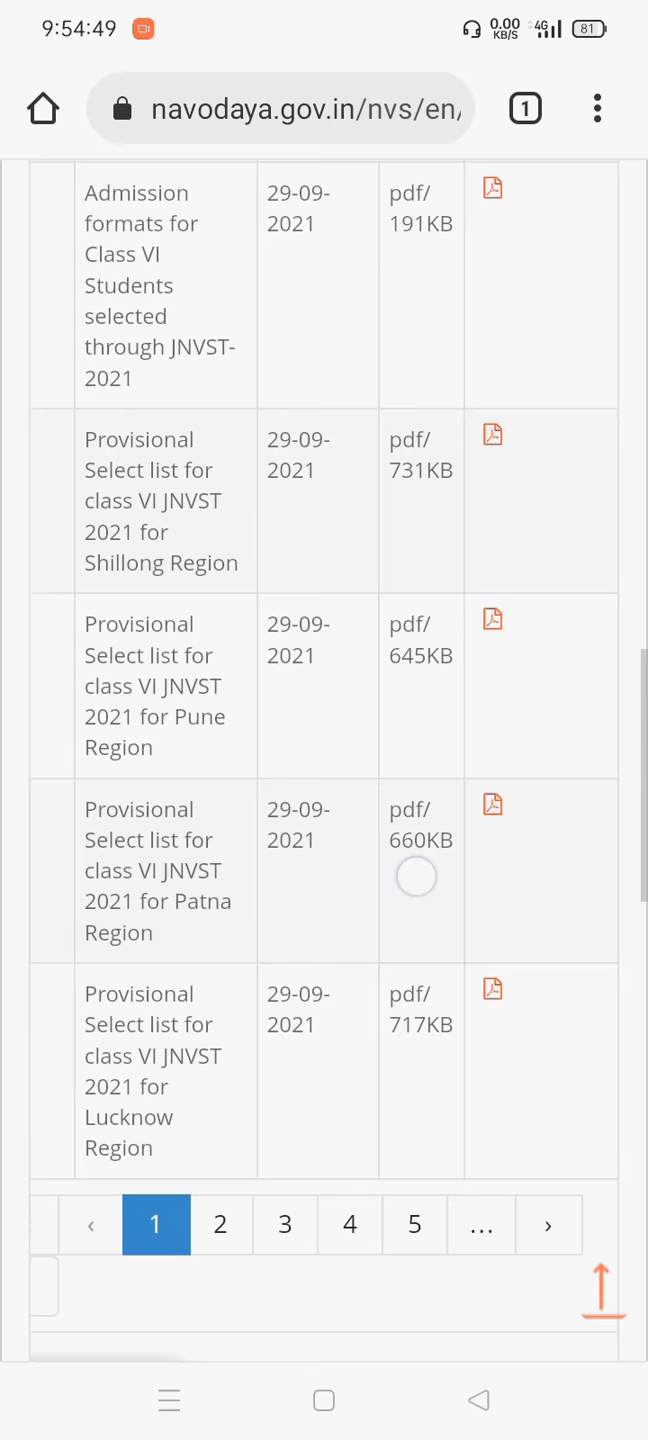 9:54:49
0.00
KB/S
4G
81
navodaya.gov.in/nvs/en/
1
Admission
formats for
Class VI
Students
selected
through JNVST-
2021
29-09-
2021
pdf/
191KB
Provisional
Select list for
class VI JNVST
2021 for
Shillong Region
29-09-
2021
pdf/
731KB
Provisional
Select list for
class VI JNVST
2021 for Pune
Region
29-09-
2021
pdf/
645KB
Provisional
Select list for
class VI JNVST
2021 for Patna
Region
29-09-
2021
pdf/
660KB
Provisional
Select list for
class VI JNVST
2021 for
Lucknow
Region
29-09-
2021
pdf/
717KB
‹ 1 2 3 4 5 ... ›